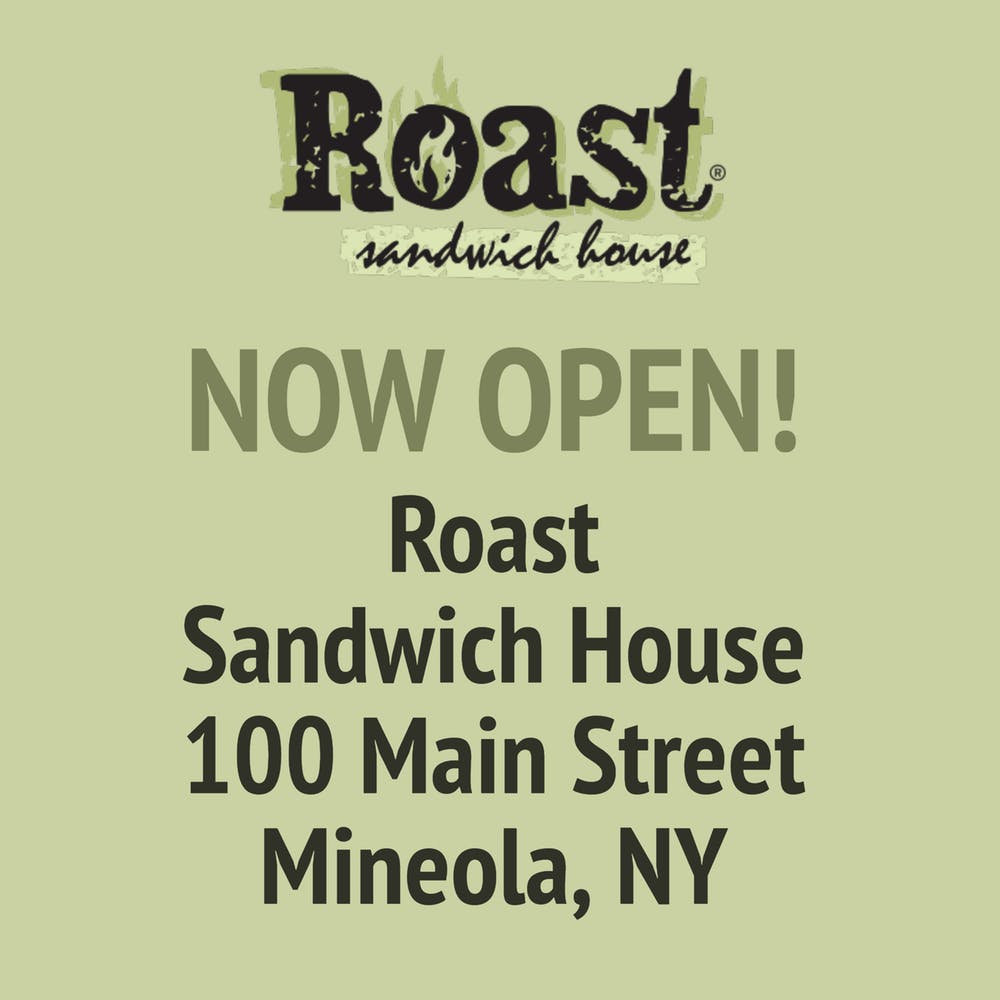 Roast®
sandwich house
NOW OPEN!
Roast
Sandwich House
100 Main Street
Mineola, NY